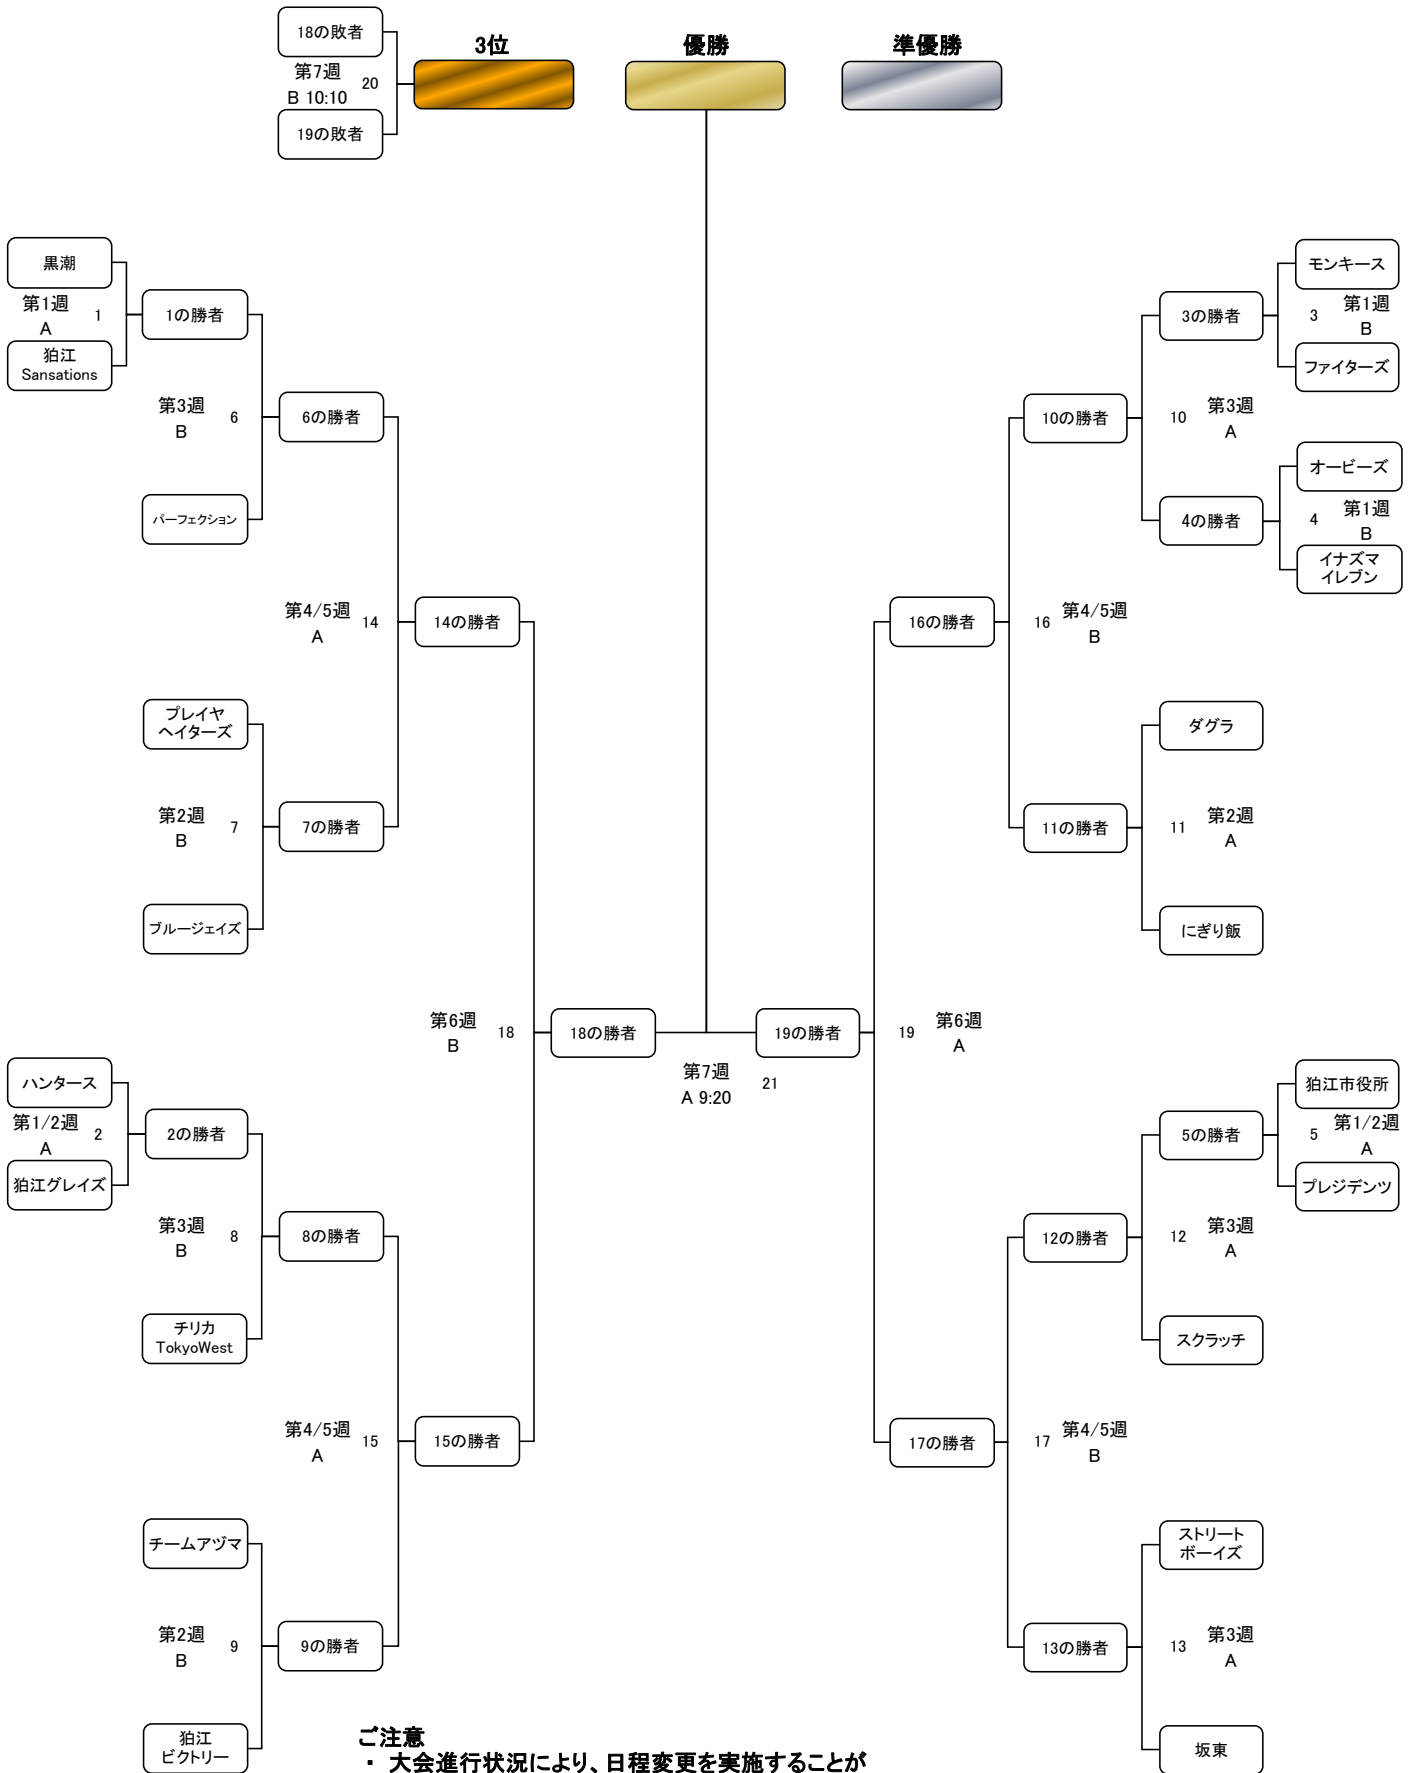 18の敗者
第7週
B 10:10
20
19の敗者
3位
優勝
準優勝
黒潮
第1週
A
1
狛江
Sansations
1の勝者
第3週
B
6
パーフェクション
6の勝者
第4/5週
A
14
プレイヤ
ヘイターズ
第2週
B
7
ブルージェイズ
7の勝者
14の勝者
第6週
B
18
ハンタース
第1/2週
A
2
狛江グレイズ
2の勝者
第3週
B
8
チリカ
TokyoWest
8の勝者
第4/5週
A
15
チームアヅマ
第2週
B
9
狛江
ビクトリー
9の勝者
15の勝者
18の勝者
第7週
A 9:20
21
19の勝者
19
第6週
A
16の勝者
16
第4/5週
B
10の勝者
10
第3週
A
3の勝者
モンキース
3
第1週
B
ファイターズ
4の勝者
オービーズ
4
第1週
B
イナズマ
イレブン
11の勝者
ダグラ
11
第2週
A
にぎり飯
17の勝者
17
第4/5週
B
12の勝者
12
第3週
A
5の勝者
狛江市役所
5
第1/2週
A
プレジデンツ
スクラッチ
13の勝者
ストリート
ボーイズ
13
第3週
A
坂東
ご注意
・ 大会進行状況により、日程変更を実施することが